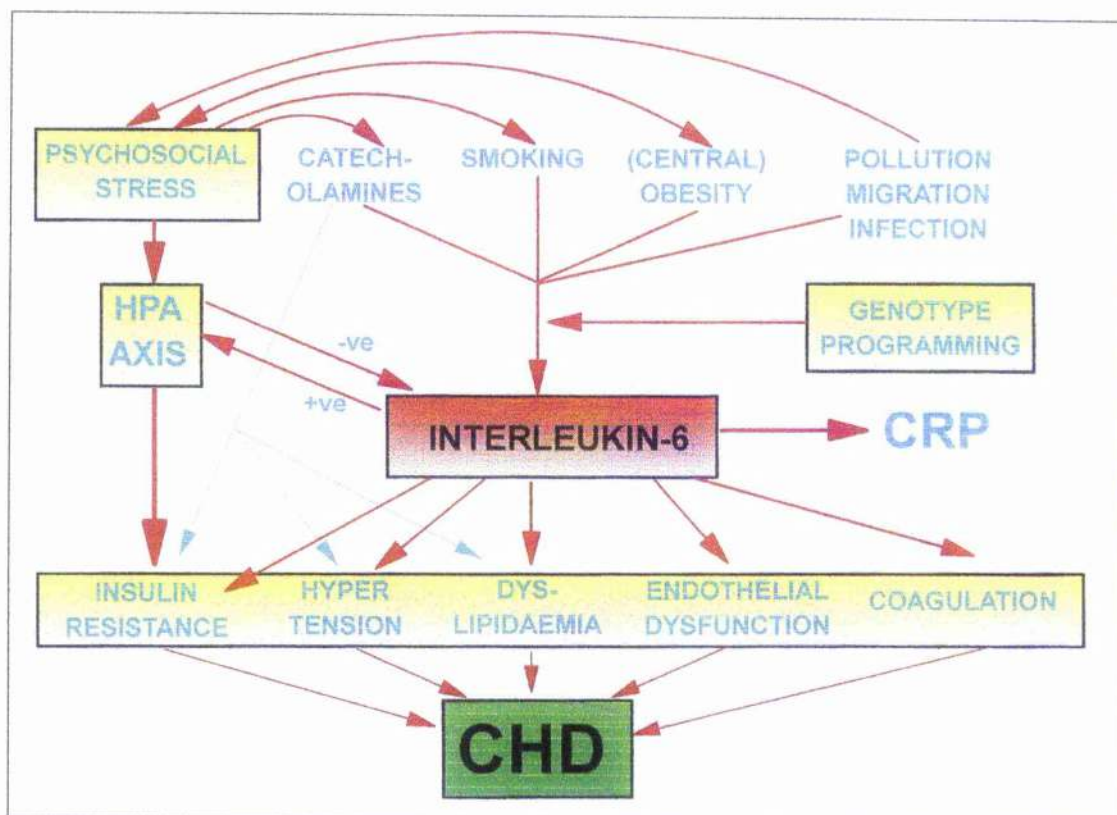 PSYCHOSOCIAL
STRESS
CATECH-
OLAMINES
SMOKING
(CENTRAL)
OBESITY
POLLUTION
MIGRATION
INFECTION
HPA
AXIS
-ve
+ve
GENOTYPE
PROGRAMMING
INTERLEUKIN-6
CRP
INSULIN
RESISTANCE
HYPER
TENSION
DYS-
LIPIDAEMIA
ENDOTHELIAL
DYSFUNCTION
COAGULATION
CHD